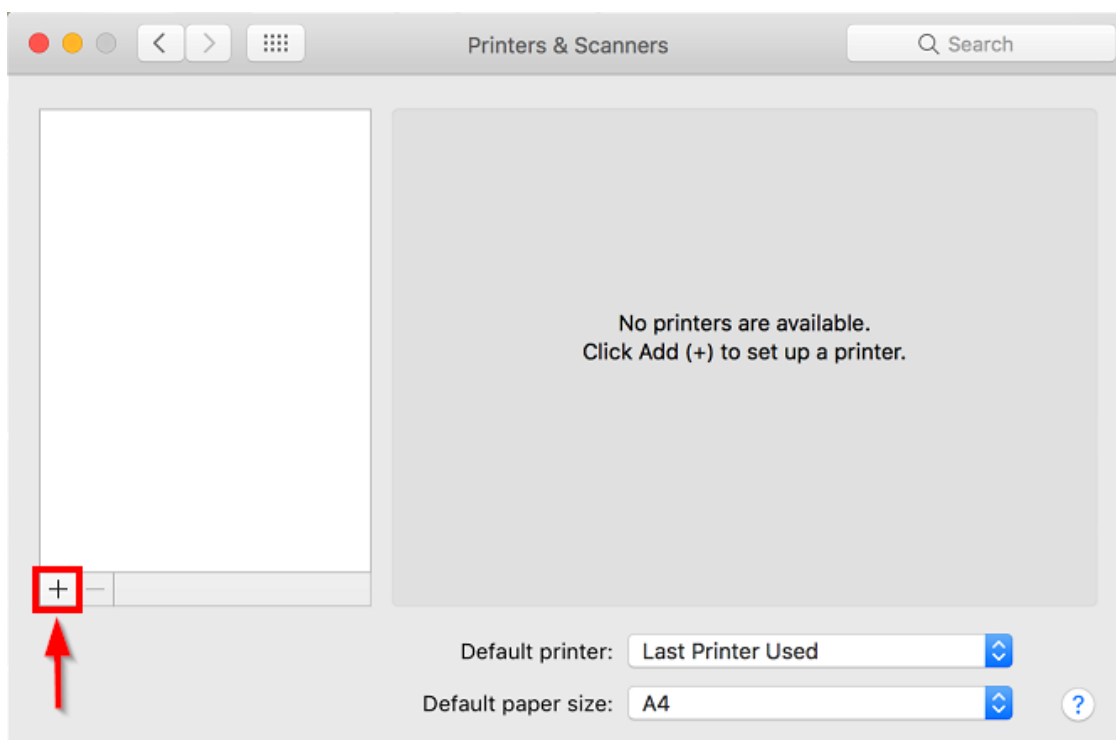 Printers & Scanners
Search
No printers are available.
Click Add (+) to set up a printer.
+ −
Default printer: Last Printer Used
Default paper size: A4
?